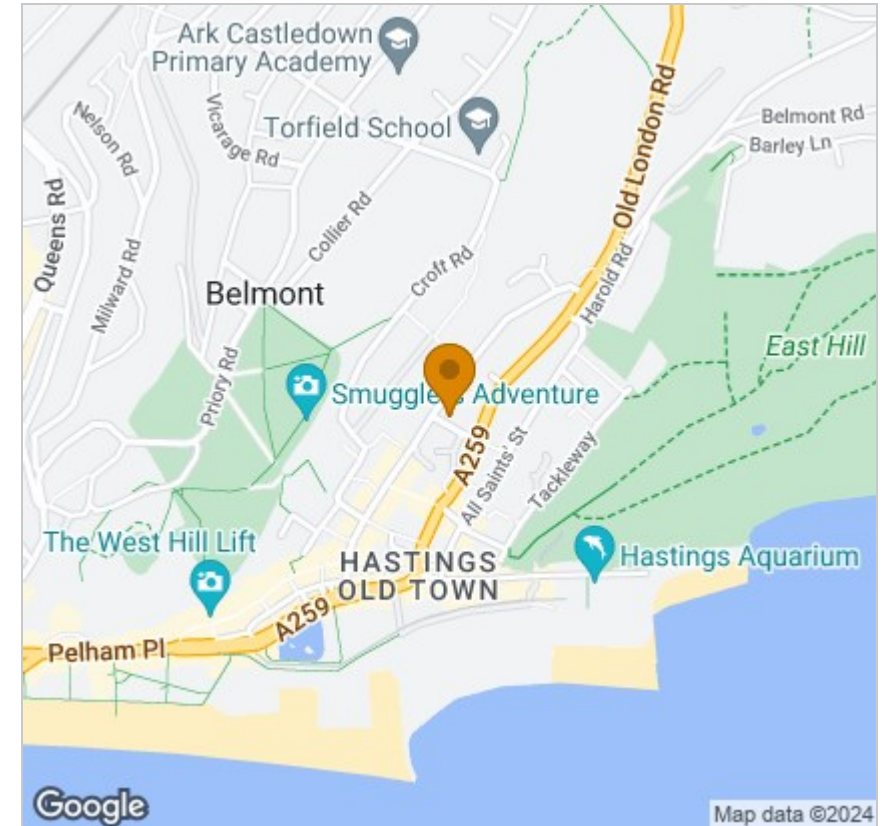 Ark Castledown
Primary Academy
Torfield School
Old London Rd
Belmont Rd
Barley Ln
Nelson Rd
Vicarage Rd
Queens Rd
Collier Rd
Milward Rd
Croft Rd
Harold Rd
Belmont
East Hill
Priory Rd
Smuggle
s Adventure
A259
All Saints' St
Tackleway
The West Hill Lift
HASTINGS
OLD TOWN
Hastings Aquarium
A259
Pelham Pl
Google
Map data ©2024